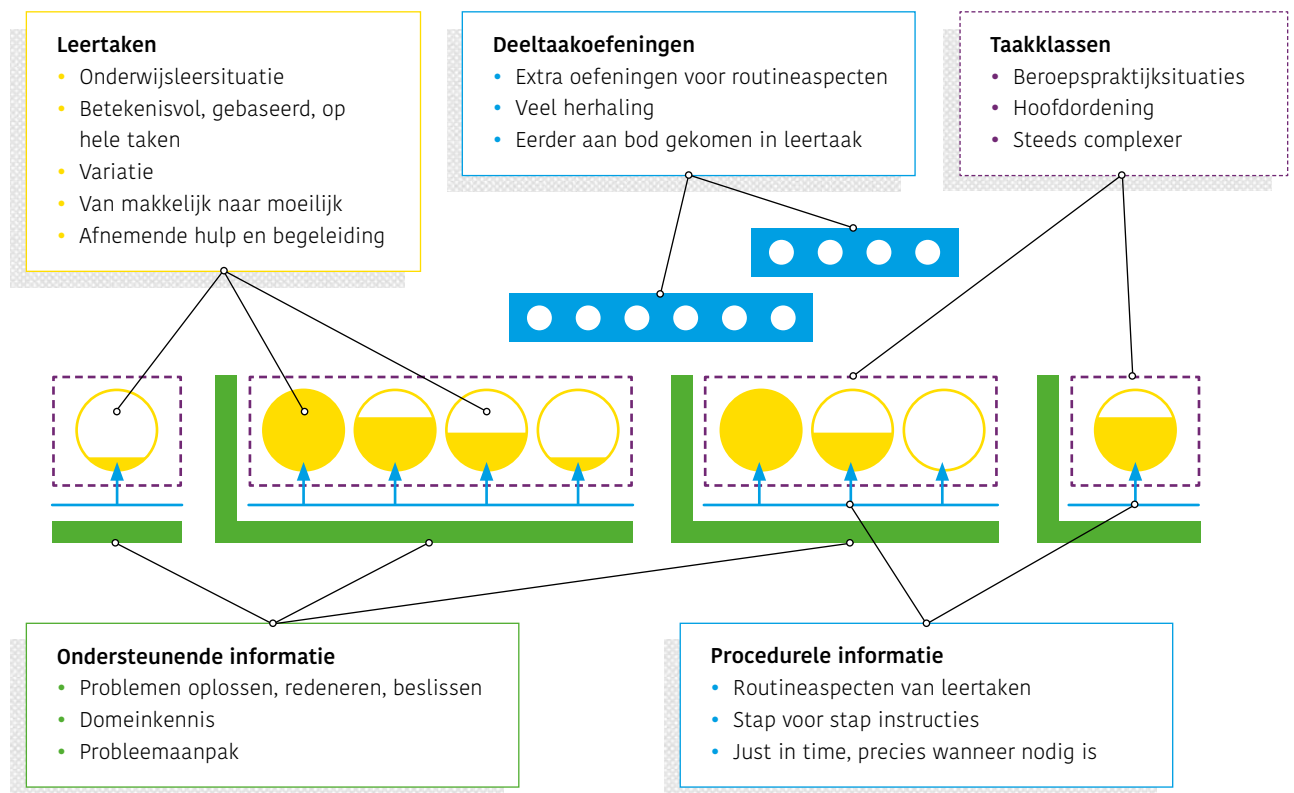 Leertaken
• Onderwijsleersituatie
• Betekenisvol, gebaseerd, op
hele taken
• Variatie
• Van makkelijk naar moeilijk
• Afnemende hulp en begeleiding
Deeltaakoefeningen
• Extra oefeningen voor routineaspecten
• Veel herhaling
• Eerder aan bod gekomen in leertaak
Taakklassen
• Beroepspraktijksituaties
• Hoofdordening
• Steeds complexer
Ondersteunende informatie
• Problemen oplossen, redeneren, beslissen
• Domeinkennis
• Probleemaanpak
Procedurele informatie
• Routineaspecten van leertaken
• Stap voor stap instructies
• Just in time, precies wanneer nodig is